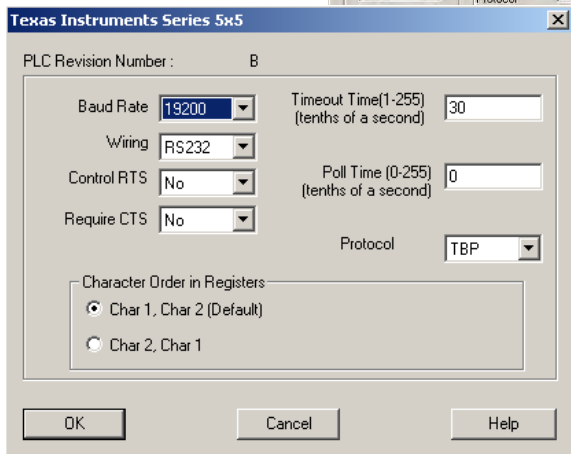 Protocol
Texas Instruments Series 5x5
PLC Revision Number : B
Baud Rate 19200 Timeout Time(1-255) 30
(tenths of a second)
Wiring RS232
Control RTS No Poll Time (0-255) 0
(tenths of a second)
Require CTS No
Protocol TBP
Character Order in Registers
Char 1, Char 2 (Default)
Char 2, Char 1
OK Cancel Help